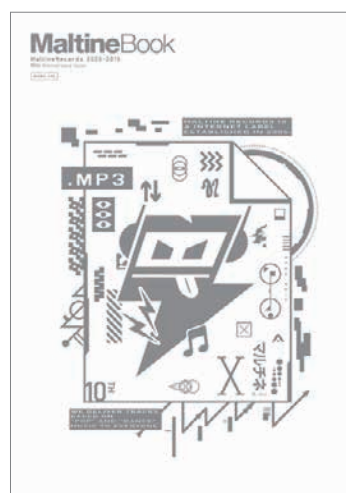 MaltineBook
MaltineRecords 2005-2015
MALTINE RECORDS IS
A INTERNET LABEL
ESTABLISHED IN 2005
.MP3
マルチネ
X
10TH
WE DELIVER TRACKS
BASED ON
"POP" AND "DANCE"
MUSIC TO EVERYONE